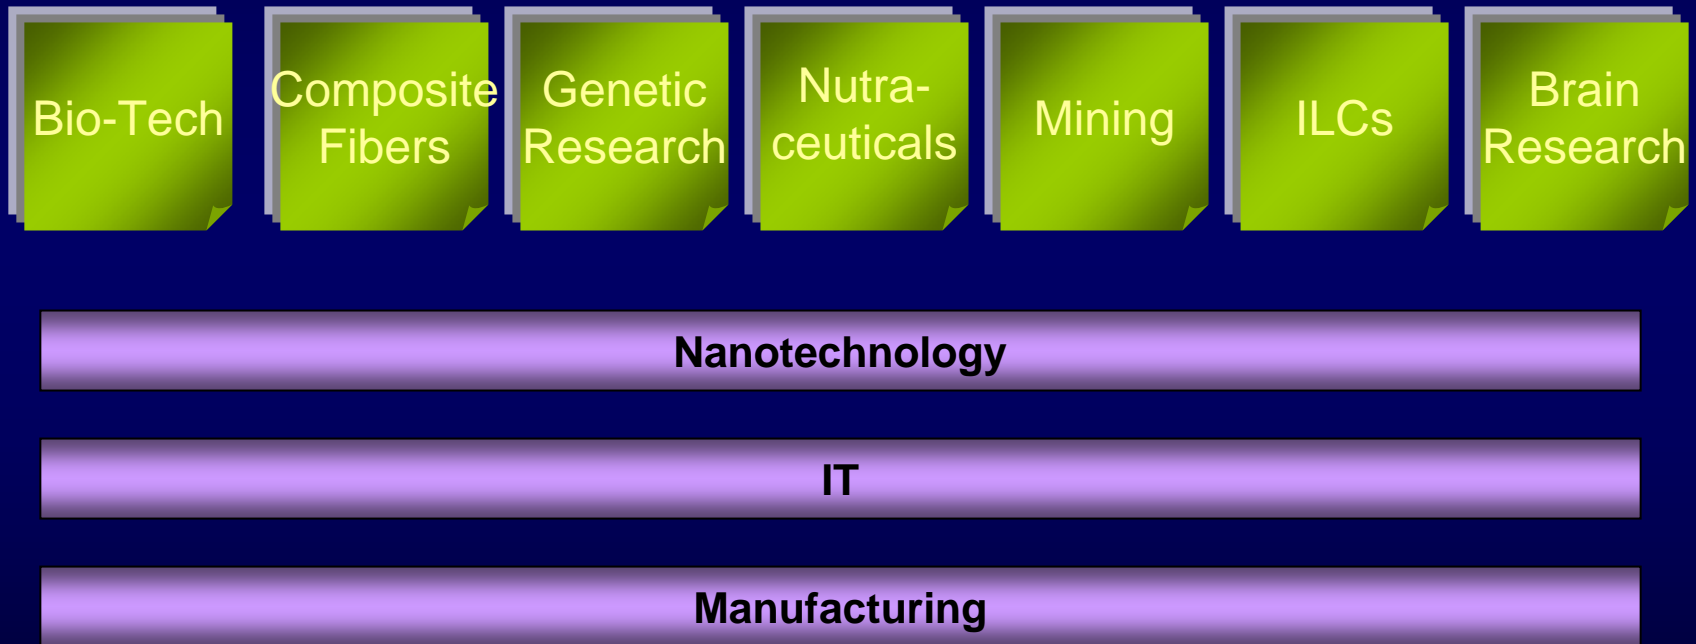 Bio-Tech
Composite
Fibers
Genetic
Research
Nutra-
ceuticals
Mining
ILCs
Brain
Research
Nanotechnology
IT
Manufacturing